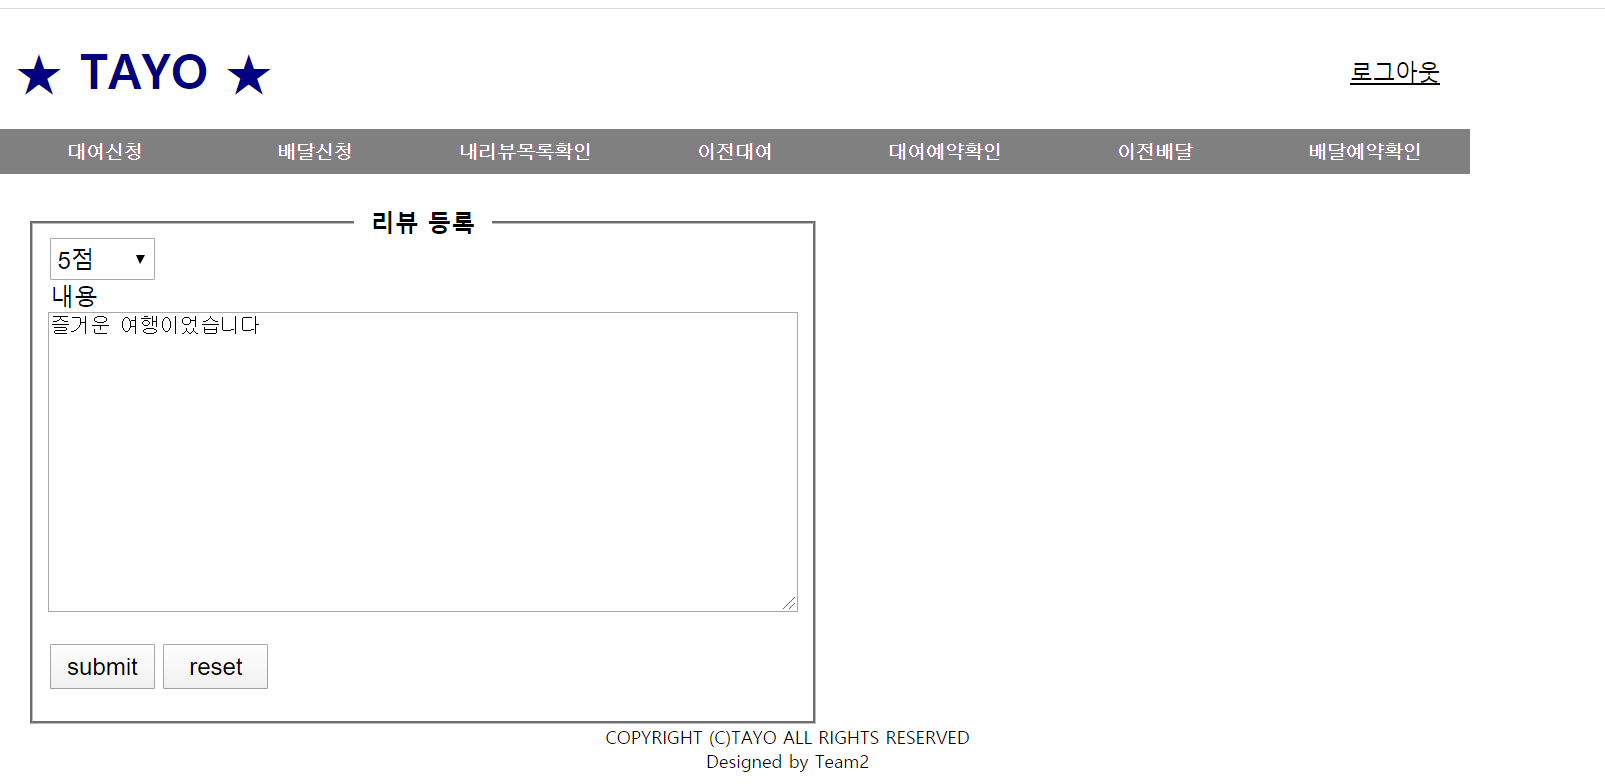 ★ TAYO ★
로그아웃
대여신청 배달신청 내리뷰목록확인 이전대여 대여예약확인 이전배달 배달예약확인
리뷰 등록
5점
내용
즐거운 여행이었습니다
submit reset
COPYRIGHT (C)TAYO ALL RIGHTS RESERVED
Designed by Team2